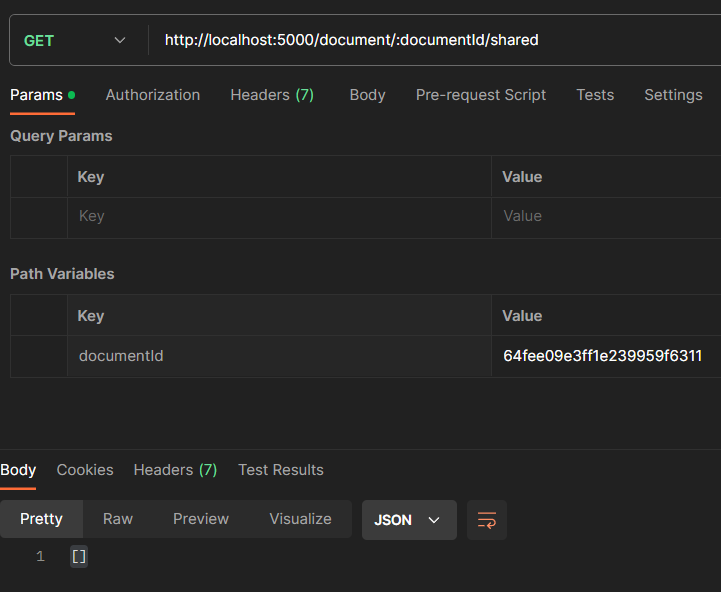 GET http://localhost:5000/document/:documentId/shared
Params Authorization Headers (7) Body Pre-request Script Tests Settings
Query Params
Key Value
Key Value
Path Variables
Key Value
documentId 64fee09e3ff1e239959f6311
Body Cookies Headers (7) Test Results
Pretty Raw Preview Visualize JSON
1 []